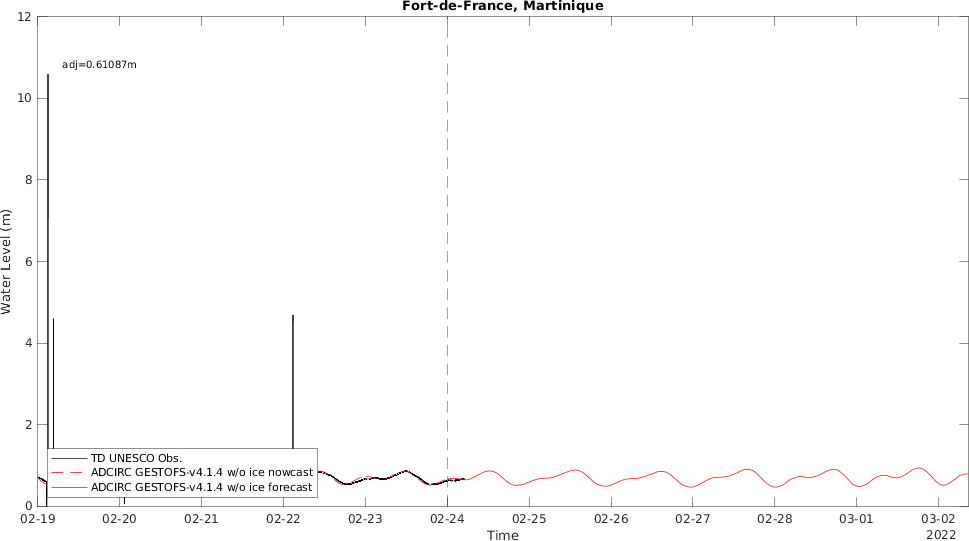 Fort-de-France, Martinique
12
adj=0.61087m
10
8
6
4
2
0
Water Level (m)
TD UNESCO Obs.
ADCIRC GESTOFS-v4.1.4 w/o ice nowcast
ADCIRC GESTOFS-v4.1.4 w/o ice forecast
02-19 02-20 02-21 02-22 02-23 02-24 02-25 02-26 02-27 02-28 03-01 03-02
2022
Time